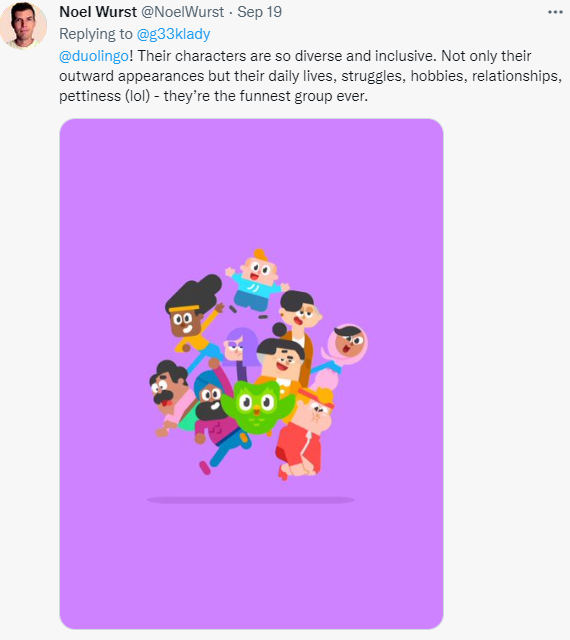 Noel Wurst @NoelWurst · Sep 19
Replying to @g33klady
@duolingo! Their characters are so diverse and inclusive. Not only their
outward appearances but their daily lives, struggles, hobbies, relationships,
pettiness (lol) - they’re the funnest group ever.